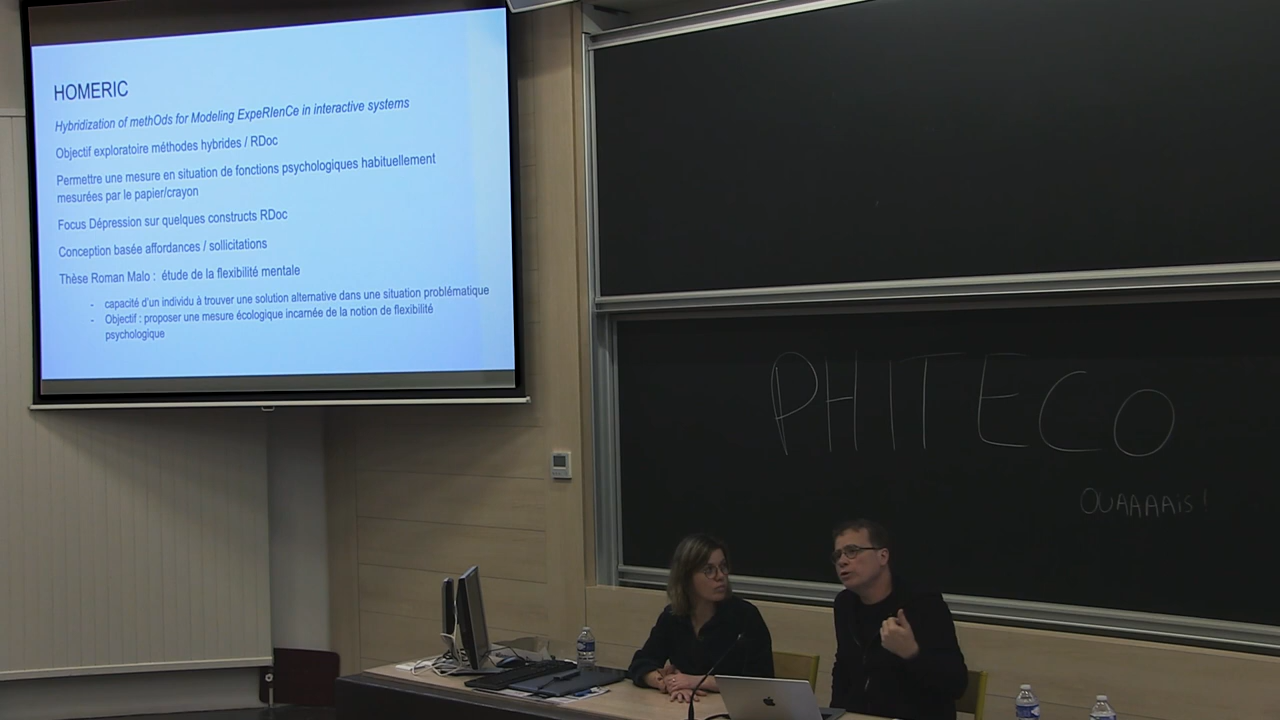 HOMERIC
Hybridization of methOds for Modeling ExpeRIenCe in interactive systems
Objectif exploratoire méthodes hybrides / RDoc
Permettre une mesure en situation de fonctions psychologiques habituellement
mesurées par le papier/crayon
Focus Dépression sur quelques constructs RDoc
Conception basée affordances / sollicitations
Thèse Roman Malo : étude de la flexibilité mentale
- capacité d'un individu à trouver une solution alternative dans une situation problématique
- Objectif : proposer une mesure écologique incarnée de la notion de flexibilité
psychologique
PHITECO
OUAAAAis !